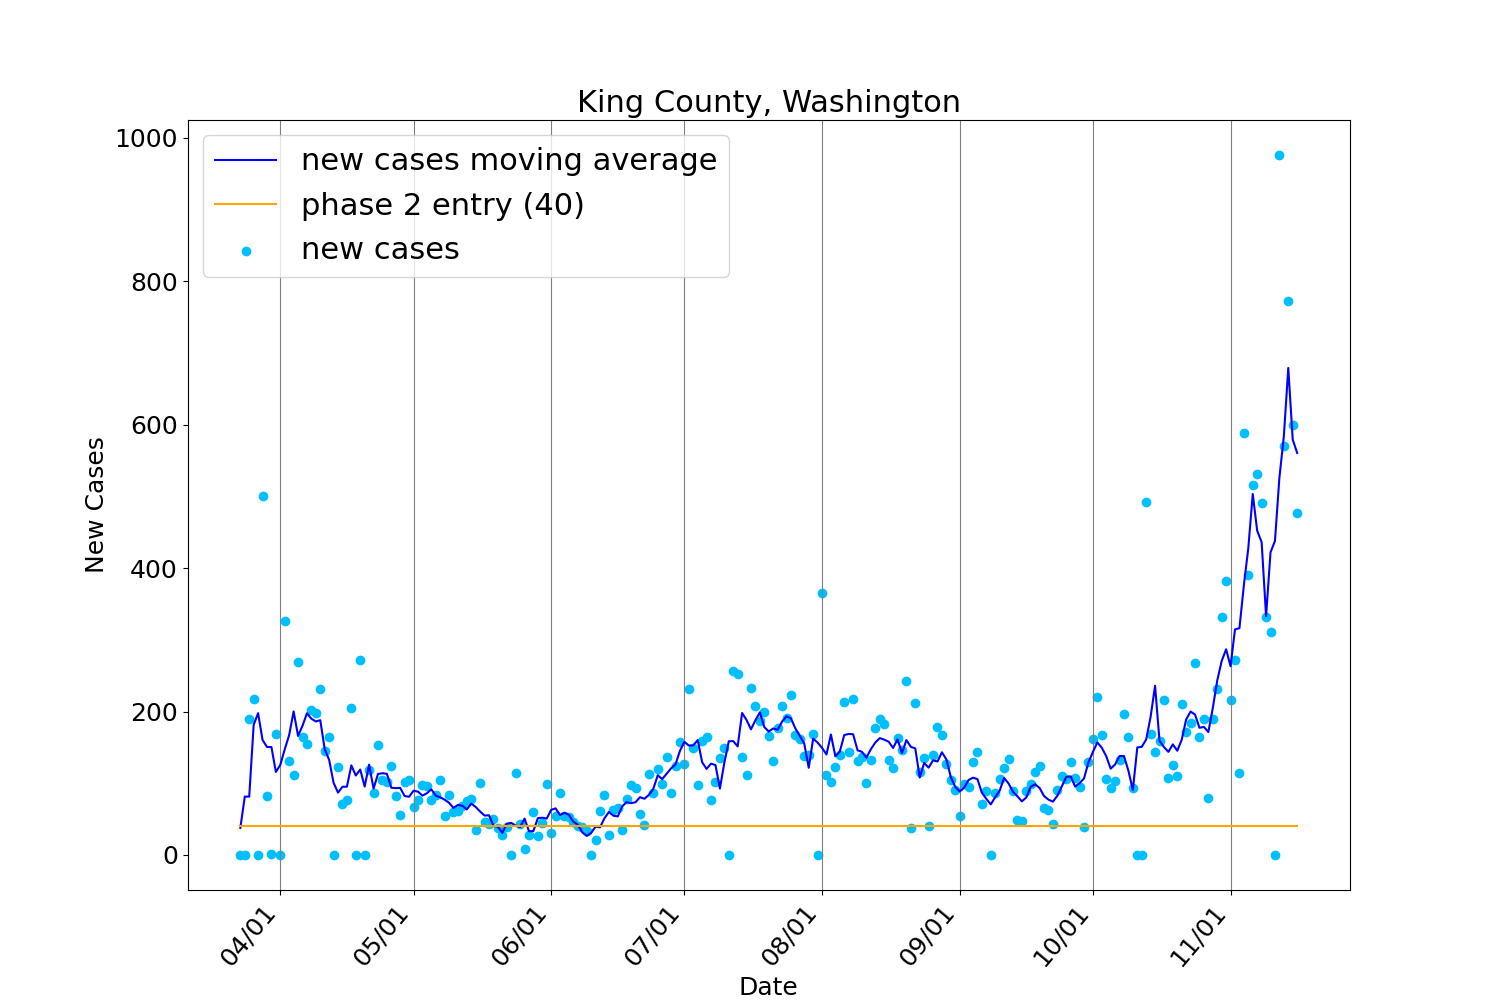 King County, Washington
new cases moving average
phase 2 entry (40)
new cases
1000
800
600
400
200
0
New Cases
04/01
05/01
06/01
07/01
08/01
09/01
10/01
11/01
Date